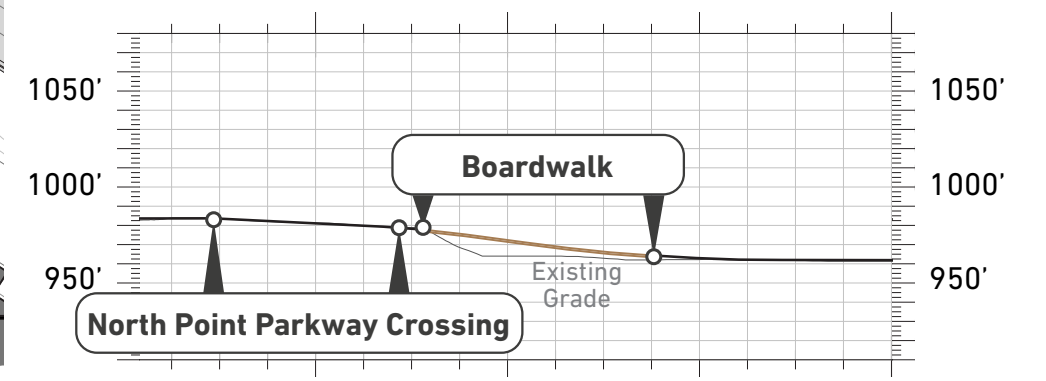 1050’ 1050’
Boardwalk
1000’ 1000’
Existing
Grade
950’ 950’
North Point Parkway Crossing